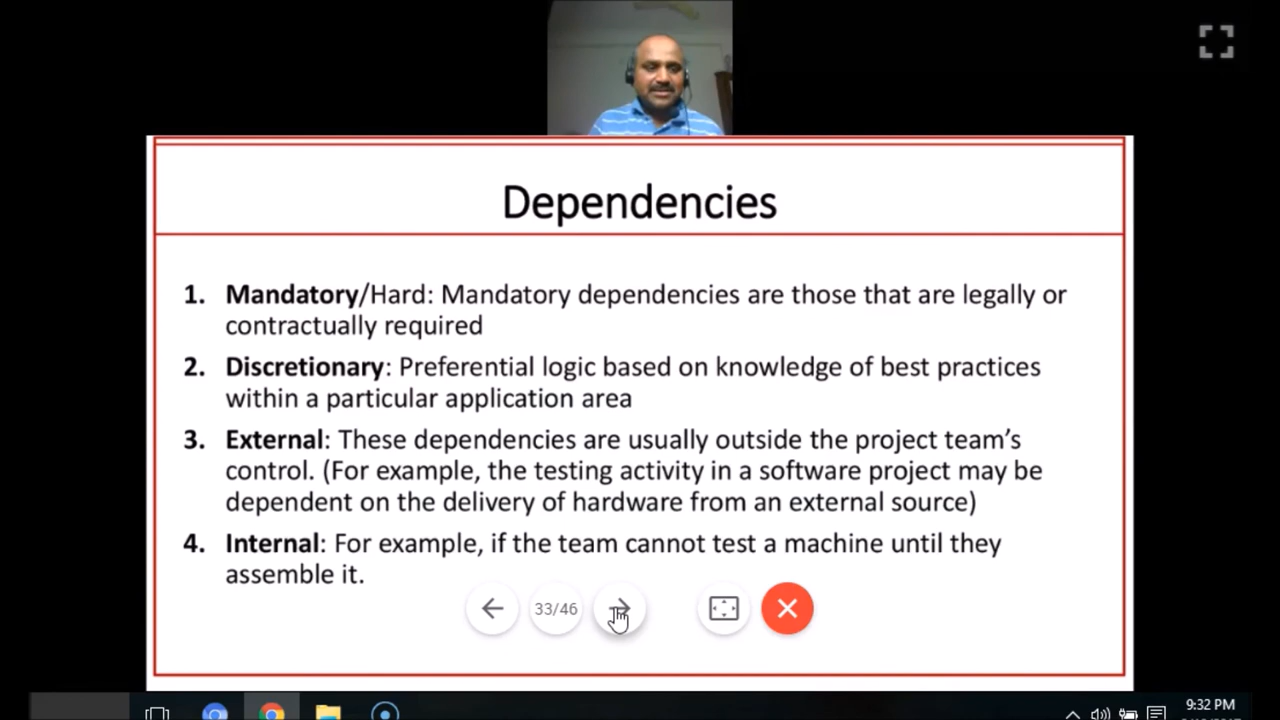 Dependencies
1. Mandatory/Hard: Mandatory dependencies are those that are legally or
contractually required
2. Discretionary: Preferential logic based on knowledge of best practices
within a particular application area
3. External: These dependencies are usually outside the project team’s
control. (For example, the testing activity in a software project may be
dependent on the delivery of hardware from an external source)
4. Internal: For example, if the team cannot test a machine until they
assemble it.
33/46
9:32 PM